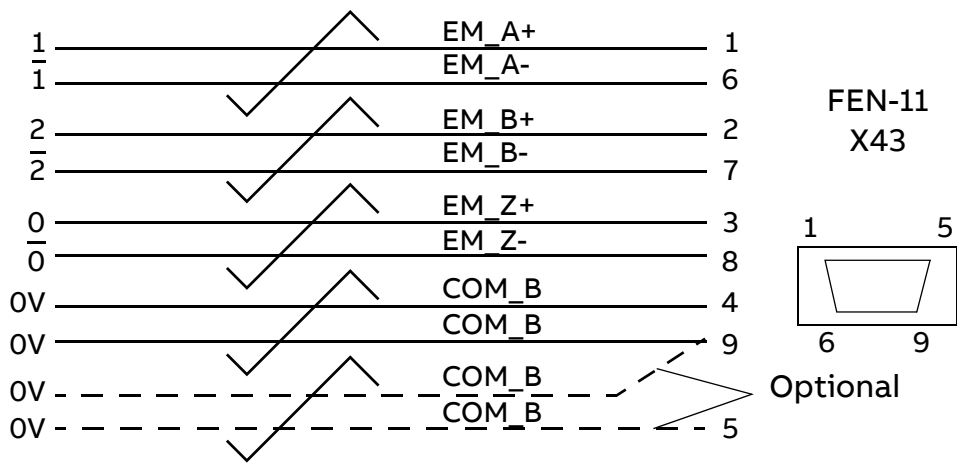 1 EM_A+ 1
1̅ EM_A- 6
2 EM_B+ 2
2̅ EM_B- 7
0 EM_Z+ 3
0̅ EM_Z- 8
0V COM_B 4
0V COM_B 9
0V COM_B
0V COM_B 5
Optional
FEN-11
X43
1 5
6 9